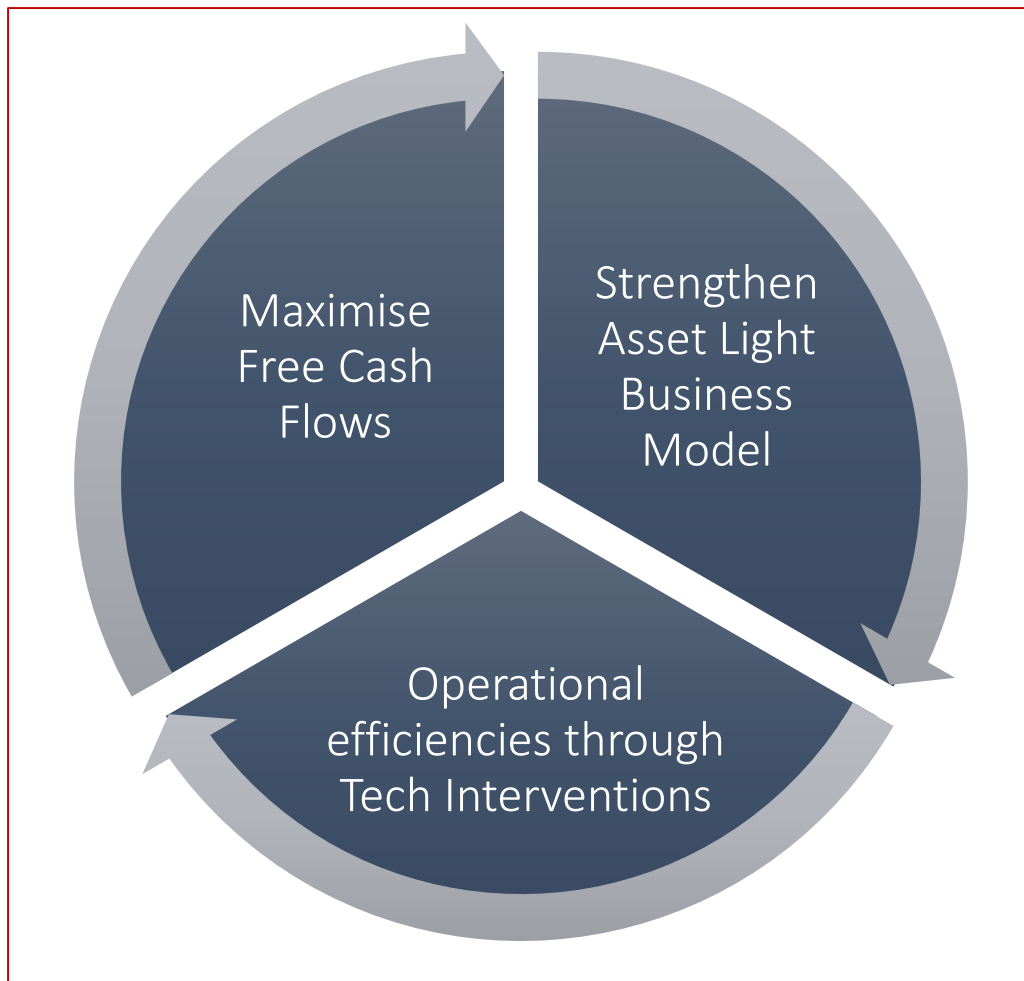 Maximise
Free Cash
Flows
Strengthen
Asset Light
Business
Model
Operational
efficiencies through
Tech Interventions